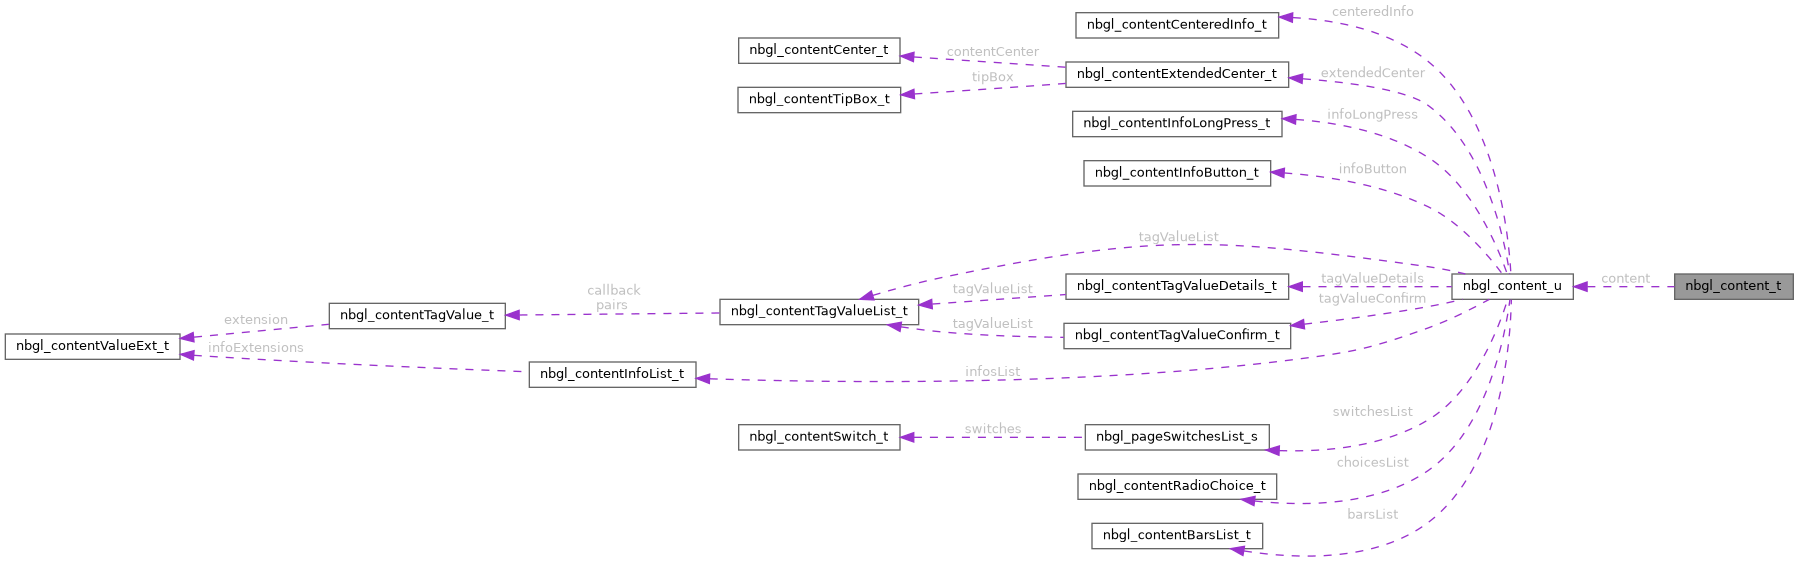 centeredInfo
nbgl_contentCenteredInfo_t
nbgl_contentCenter_t
contentCenter
nbgl_contentExtendedCenter_t
extendedCenter
tipBox
nbgl_contentTipBox_t
infoLongPress
nbgl_contentInfoLongPress_t
infoButton
nbgl_contentInfoButton_t
tagValueList
nbgl_contentTagValueDetails_t
tagValueDetails
nbgl_content_u
content
nbgl_content_t
callback
pairs
tagValueList
tagValueConfirm
extension
nbgl_contentTagValue_t
nbgl_contentTagValueList_t
tagValueList
nbgl_contentTagValueConfirm_t
nbgl_contentValueExt_t
infoExtensions
nbgl_contentInfoList_t
infosList
switchesList
nbgl_contentSwitch_t
switches
nbgl_pageSwitchesList_s
choicesList
nbgl_contentRadioChoice_t
barsList
nbgl_contentBarsList_t